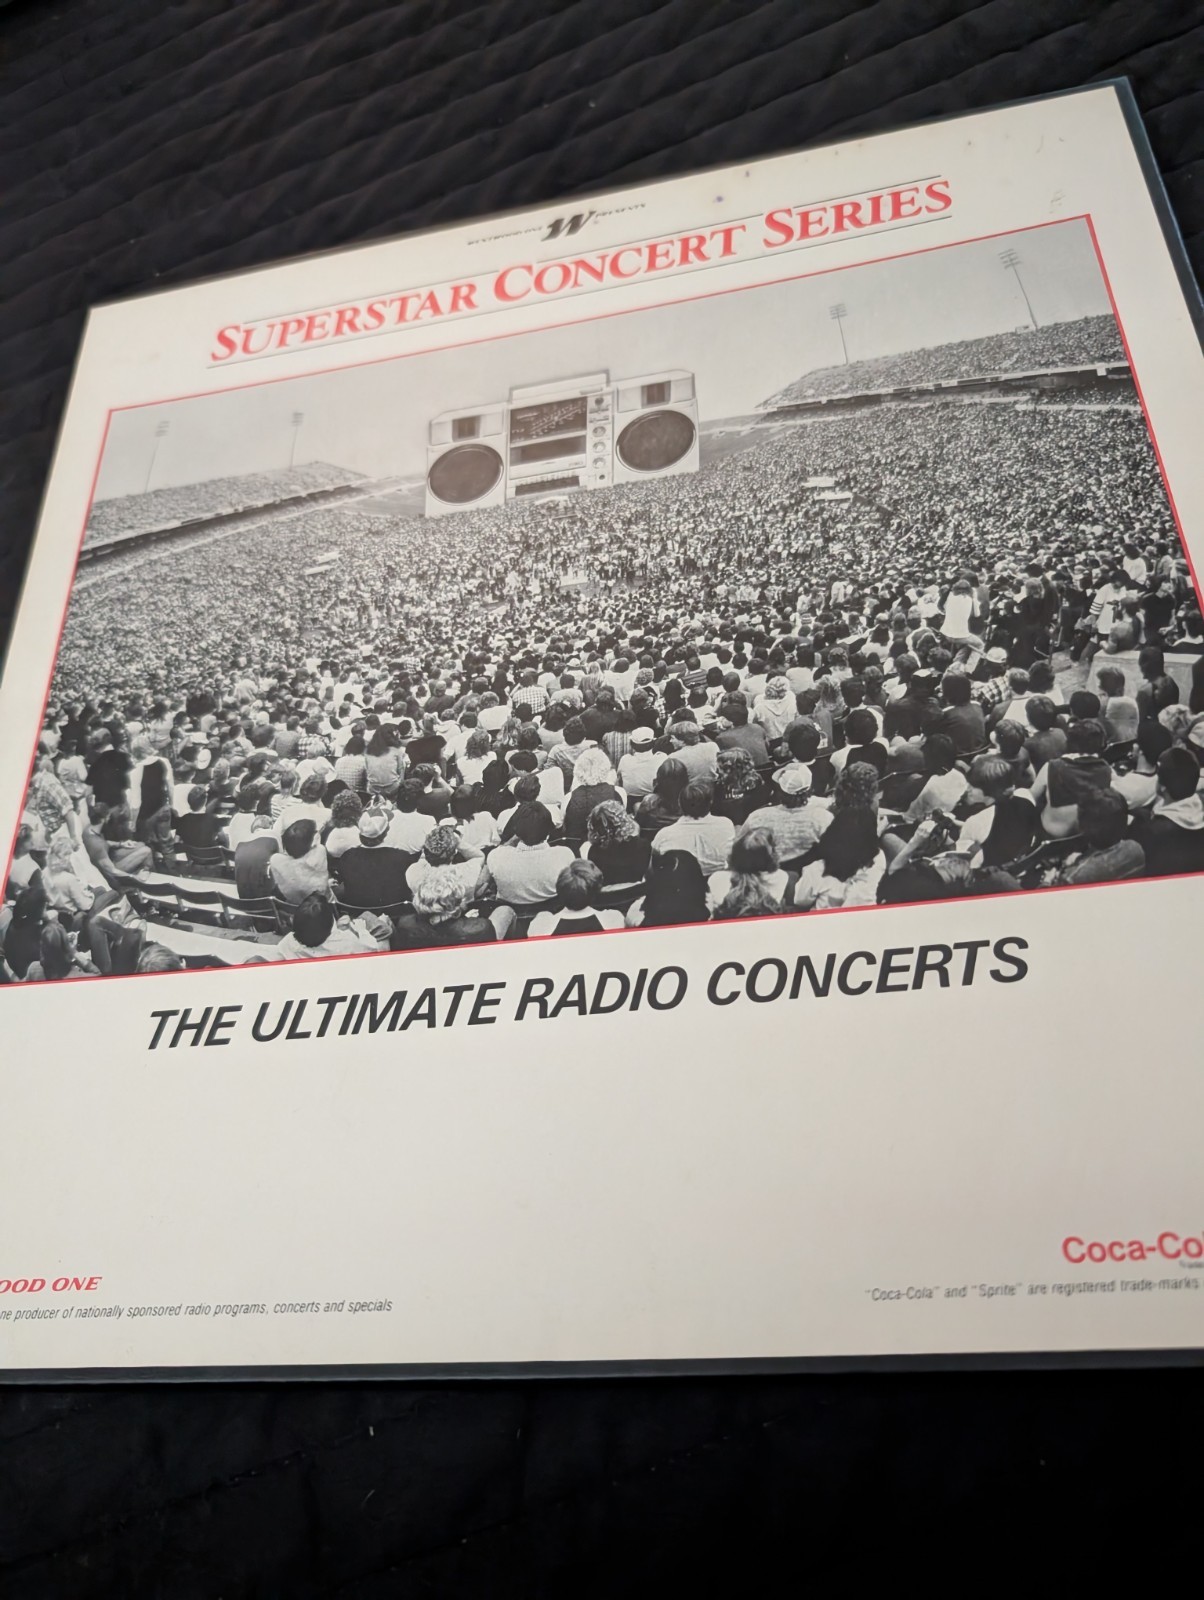 W PRESENTS
SUPERSTAR CONCERT SERIES
THE ULTIMATE RADIO CONCERTS
OOD ONE
ne producer of nationally sponsored radio programs, concerts and specials
Coca-Co
"Coca-Cola" and "Sprite" are registered trade-marks